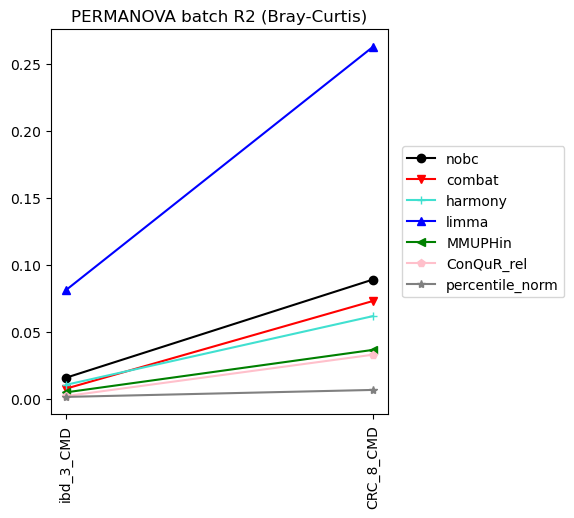 PERMANOVA batch R2 (Bray-Curtis)
0.25
0.20
0.15
0.10
0.05
0.00
ibd_3_CMD
CRC_8_CMD
nobc
combat
harmony
limma
MMUPHin
ConQuR_rel
percentile_norm